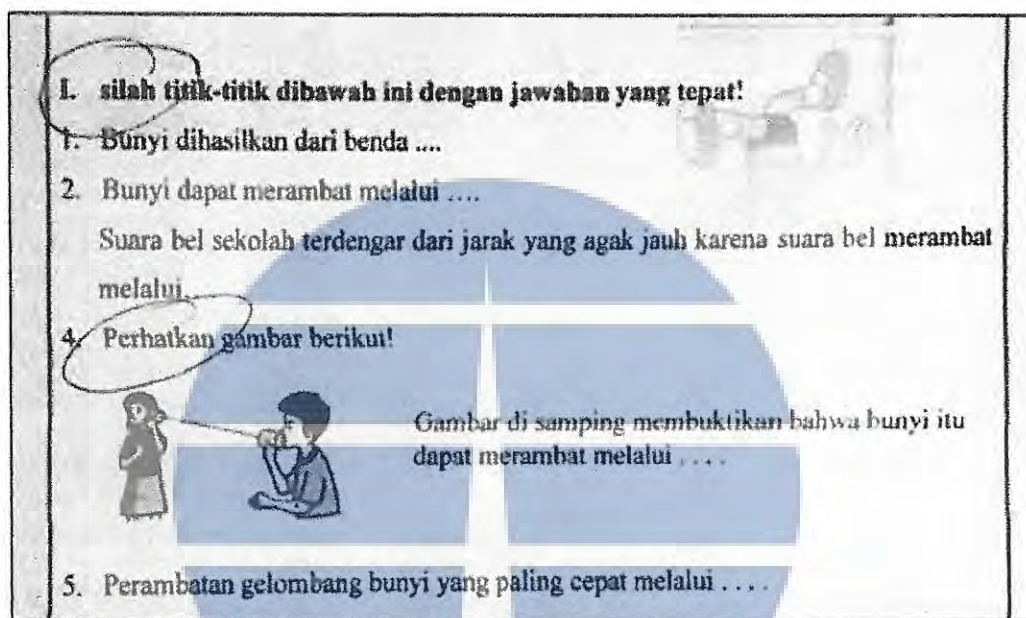 I. silah titik-titik dibawah ini dengan jawaban yang tepat!
1. Bunyi dihasilkan dari benda ....
2. Bunyi dapat merambat melalui ....
Suara bel sekolah terdengar dari jarak yang agak jauh karena suara bel merambat
melalui...
4. Perhatkan gambar berikut!
Gambar di samping membuktikan bahwa bunyi itu
dapat merambat melalui ....
5. Perambatan gelombang bunyi yang paling cepat melalui ....